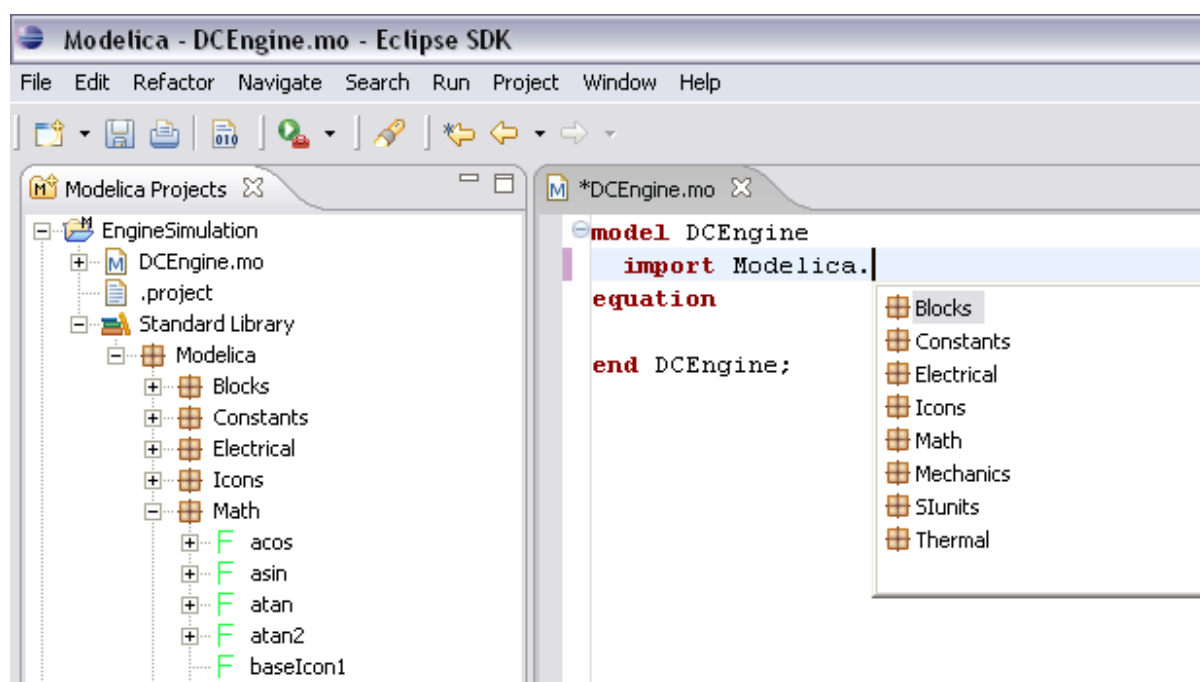 Modelica - DCEngine.mo - Eclipse SDK
File Edit Refactor Navigate Search Run Project Window Help
010
Modelica Projects
EngineSimulation
DCEngine.mo
.project
Standard Library
Modelica
Blocks
Constants
Electrical
Icons
Math
acos
asin
atan
atan2
baseIcon1
*DCEngine.mo
model DCEngine
import Modelica.
equation
end DCEngine;
Blocks
Constants
Electrical
Icons
Math
Mechanics
SIunits
Thermal